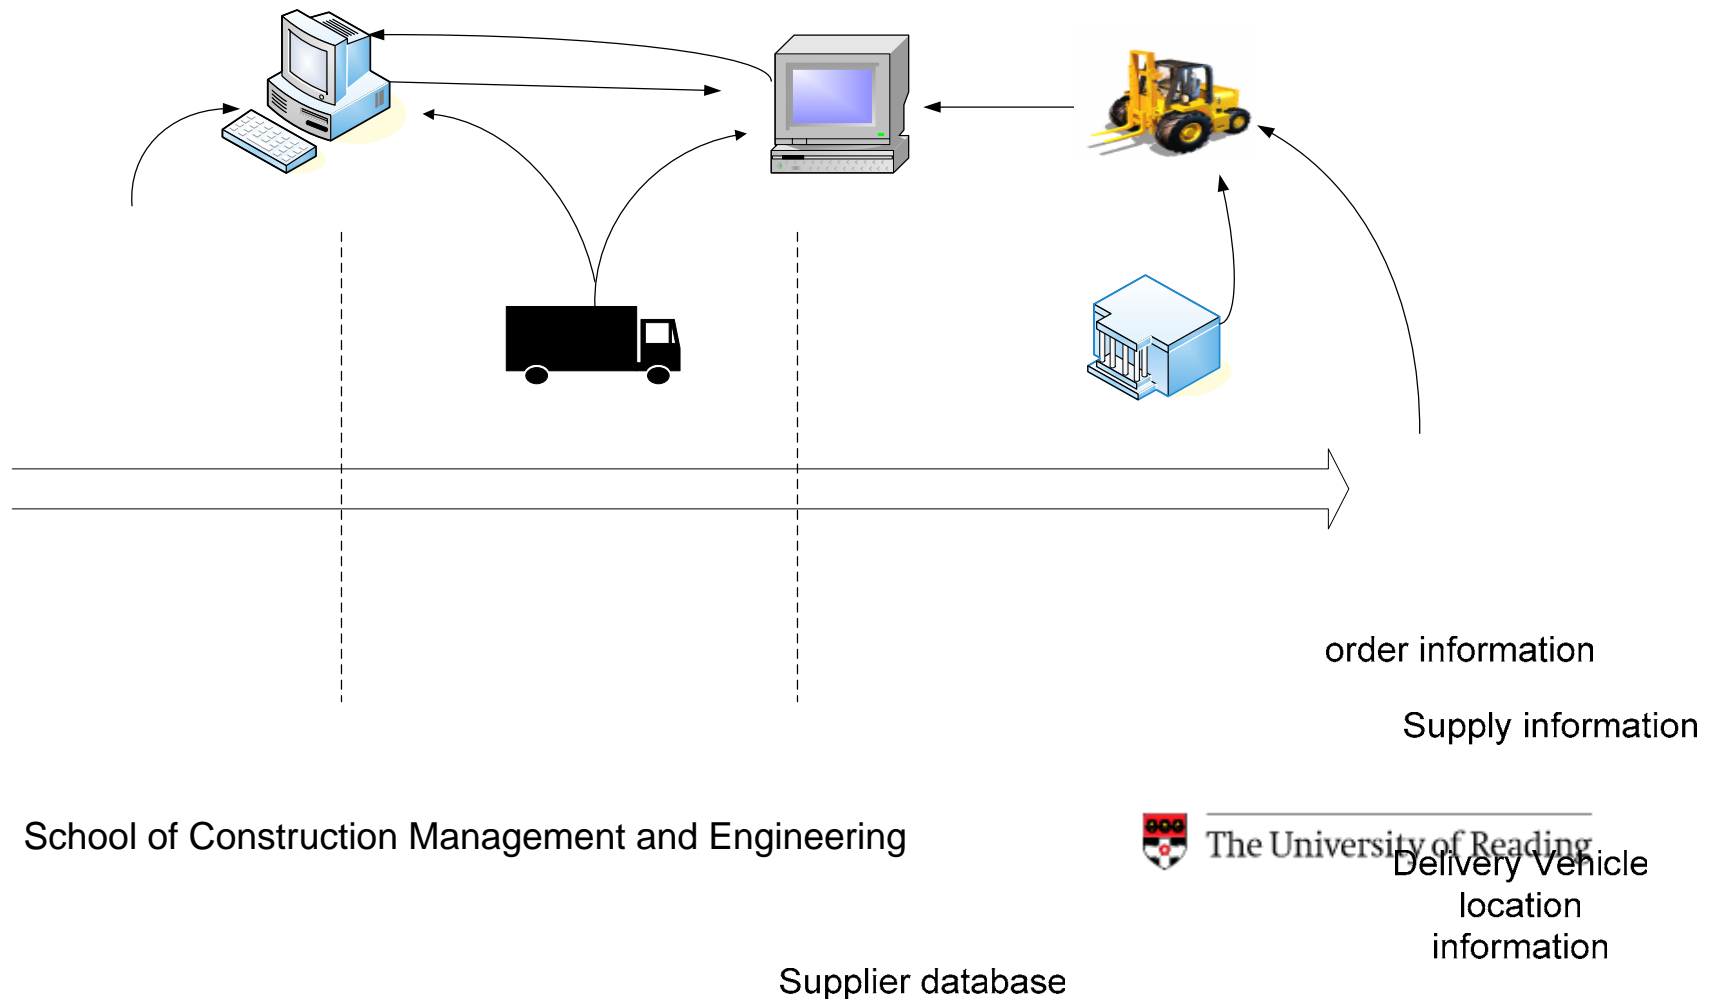 order information
Supply information
School of Construction Management and Engineering
The University of Reading
Delivery Vehicle
location
information
Supplier database